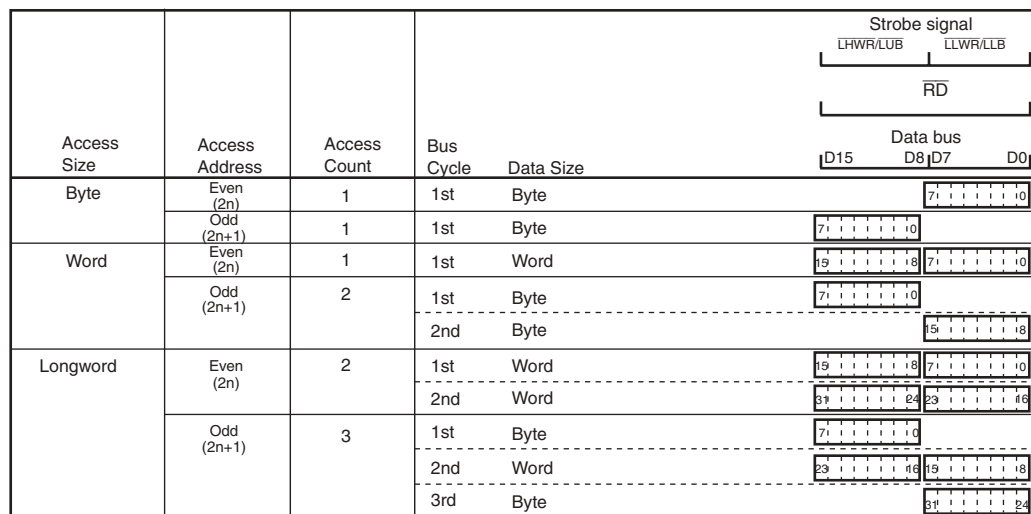 Strobe signal
LHWR/LUB LLWR/LLB
RD
Data bus
Access Size Access Address Access Count Bus Cycle Data Size D15 D8 D7 D0
Byte Even (2n) 1 1st Byte 7 0
Odd (2n+1) 1 1st Byte 7 0
Word Even (2n) 1 1st Word 15 8 7 0
Odd (2n+1) 2 1st Byte 7 0
2nd Byte 15 8
Longword Even (2n) 2 1st Word 15 8 7 0
2nd Word 31 24 23 16
Odd (2n+1) 3 1st Byte 7 0
2nd Word 23 16 15 8
3rd Byte 31 24